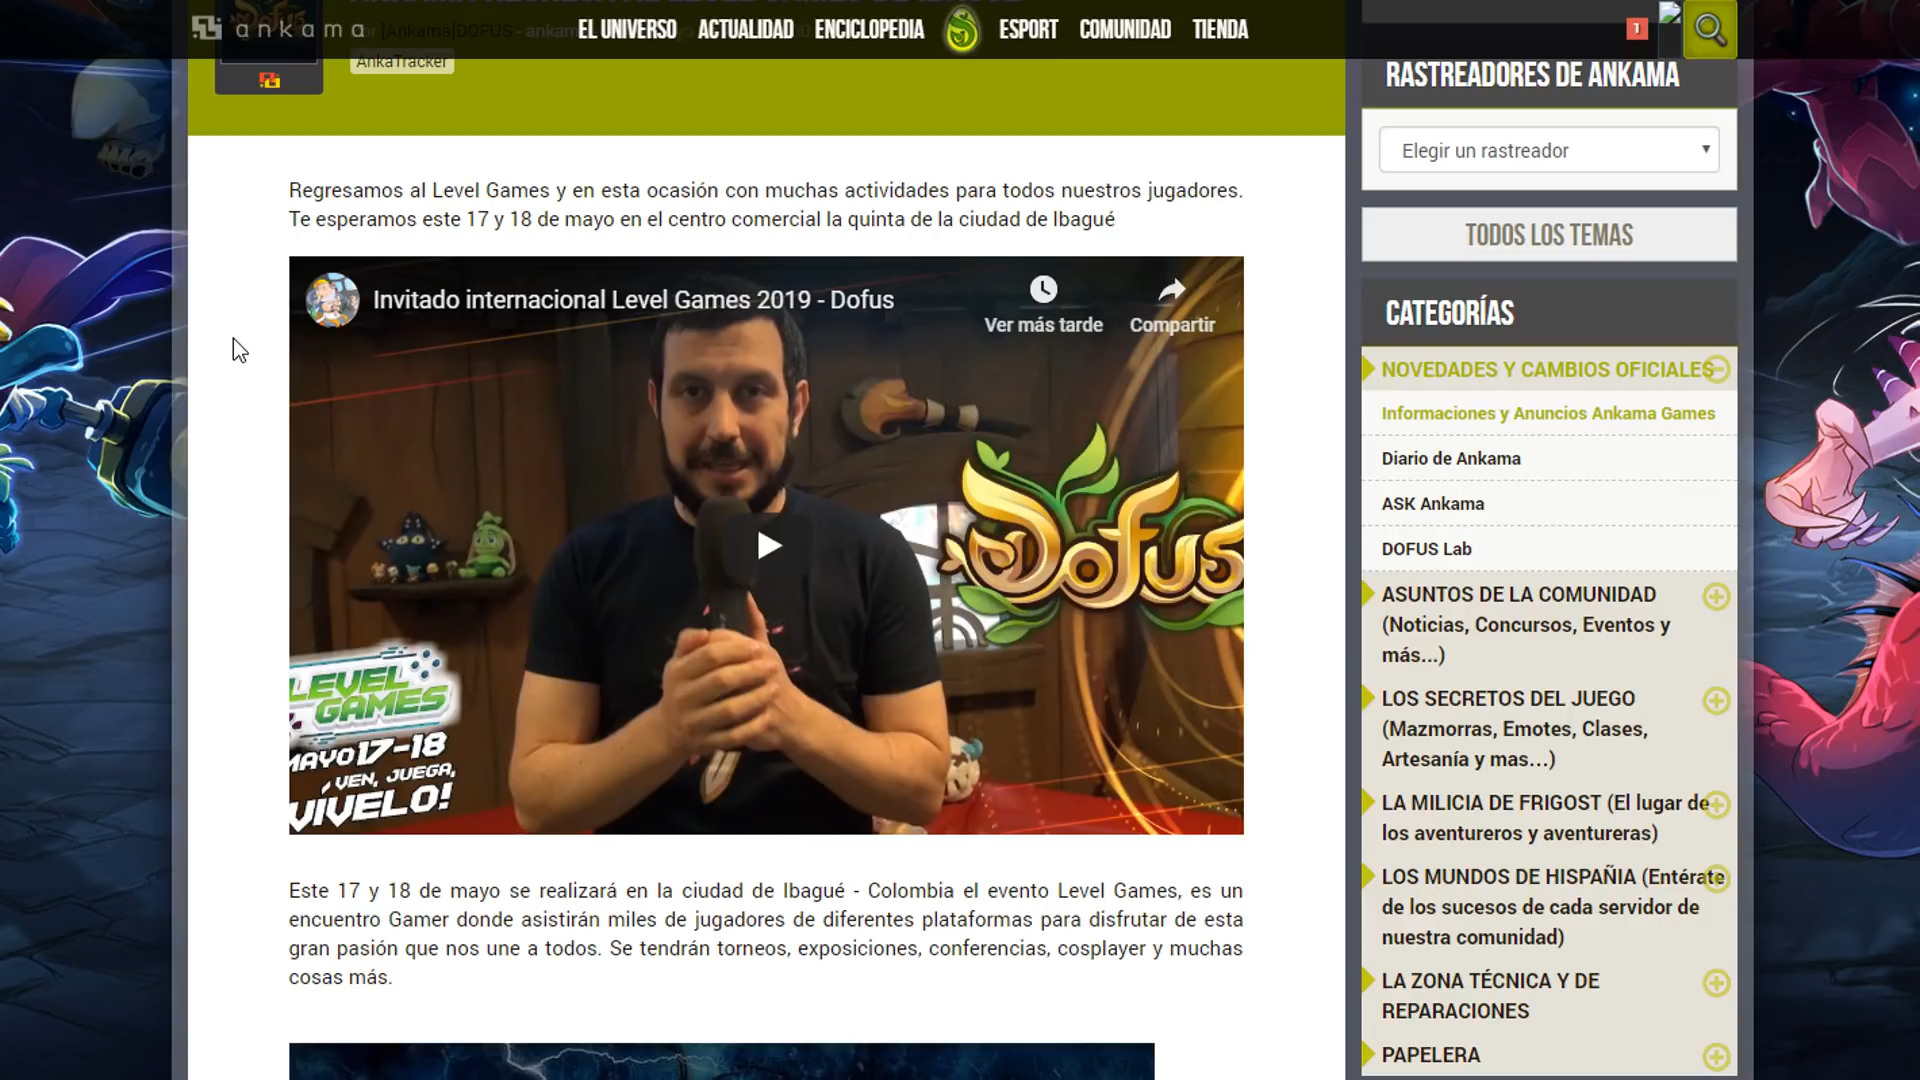 ankama
EL UNIVERSO
ACTUALIDAD
ENCICLOPEDIA
ESPORT
COMUNIDAD
TIENDA
1
[Ankama]DOFUS - ankam
AnkaTracker
Regresamos al Level Games y en esta ocasión con muchas actividades para todos nuestros jugadores.
Te esperamos este 17 y 18 de mayo en el centro comercial la quinta de la ciudad de Ibagué
Invitado internacional Level Games 2019 - Dofus
Ver más tarde
Compartir
DOFUS
LEVEL
GAMES
MAYO 17-18
¡VEN, JUEGA,
VÍVELO!
Este 17 y 18 de mayo se realizará en la ciudad de Ibagué - Colombia el evento Level Games, es un
encuentro Gamer donde asistirán miles de jugadores de diferentes plataformas para disfrutar de esta
gran pasión que nos une a todos. Se tendrán torneos, exposiciones, conferencias, cosplayer y muchas
cosas más.
RASTREADORES DE ANKAMA
Elegir un rastreador
TODOS LOS TEMAS
CATEGORÍAS
NOVEDADES Y CAMBIOS OFICIALES
Informaciones y Anuncios Ankama Games
Diario de Ankama
ASK Ankama
DOFUS Lab
ASUNTOS DE LA COMUNIDAD
(Noticias, Concursos, Eventos y
más...)
LOS SECRETOS DEL JUEGO
(Mazmorras, Emotes, Clases,
Artesanía y mas...)
LA MILICIA DE FRIGOST (El lugar de
los aventureros y aventureras)
LOS MUNDOS DE HISPAÑIA (Entérate
de los sucesos de cada servidor de
nuestra comunidad)
LA ZONA TÉCNICA Y DE
REPARACIONES
PAPELERA